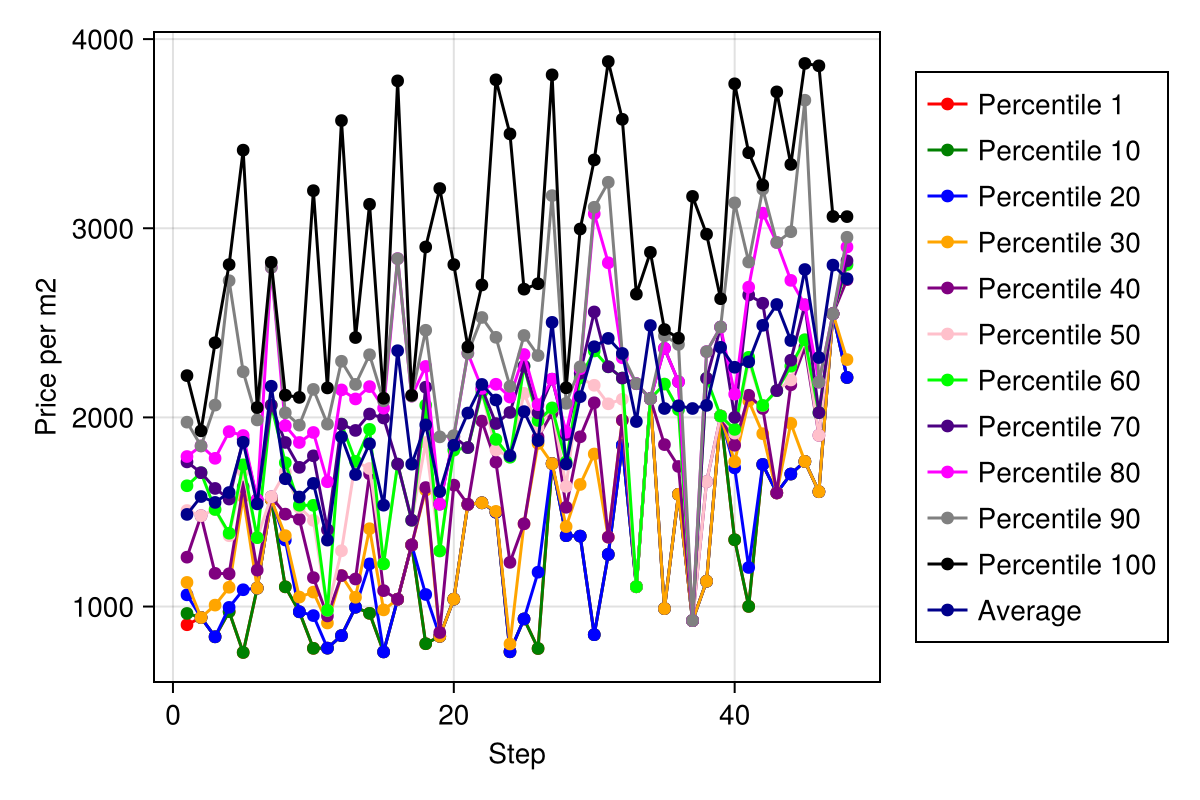 4000
3000
2000
1000
Price per m2
0
20
40
Step
Percentile 1
Percentile 10
Percentile 20
Percentile 30
Percentile 40
Percentile 50
Percentile 60
Percentile 70
Percentile 80
Percentile 90
Percentile 100
Average